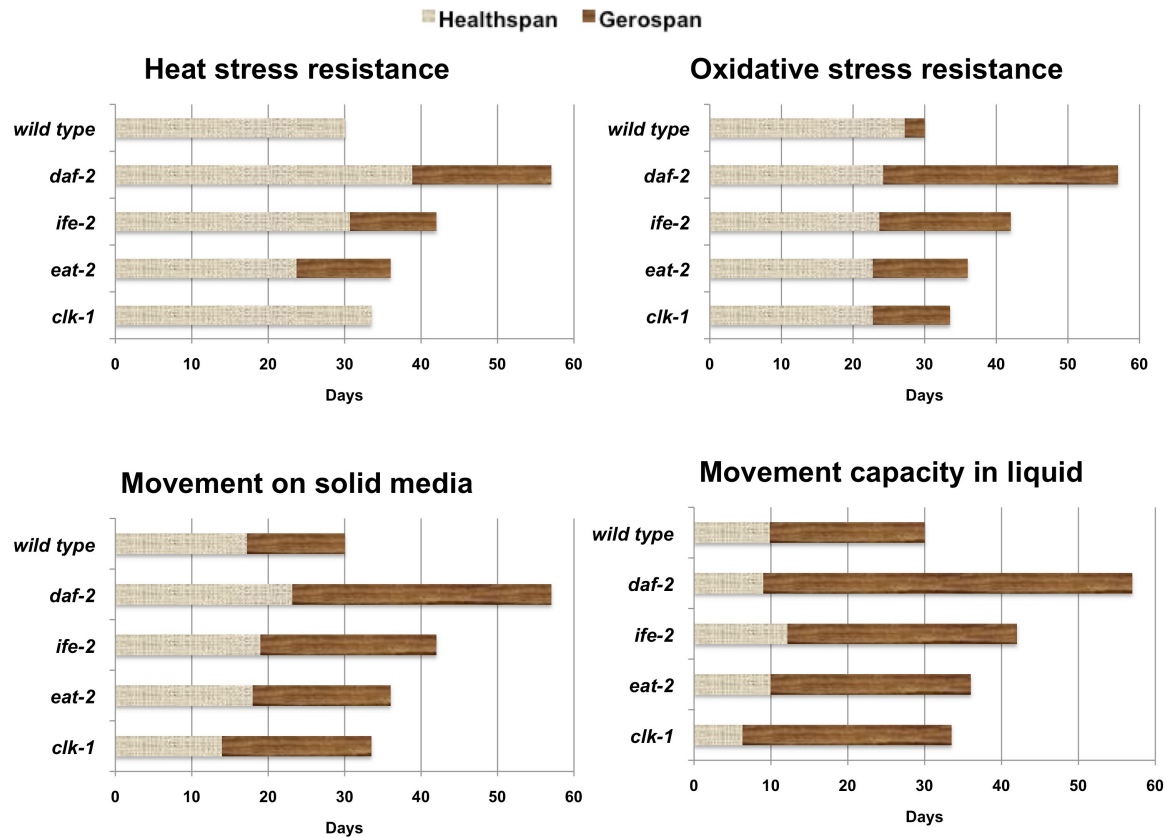 Healthspan Gerospan
Heat stress resistance
wild type
daf-2
ife-2
eat-2
clk-1
0 10 20 30 40 50 60
Days
Oxidative stress resistance
wild type
daf-2
ife-2
eat-2
clk-1
0 10 20 30 40 50 60
Days
Movement on solid media
wild type
daf-2
ife-2
eat-2
clk-1
0 10 20 30 40 50 60
Days
Movement capacity in liquid
wild type
daf-2
ife-2
eat-2
clk-1
0 10 20 30 40 50 60
Days